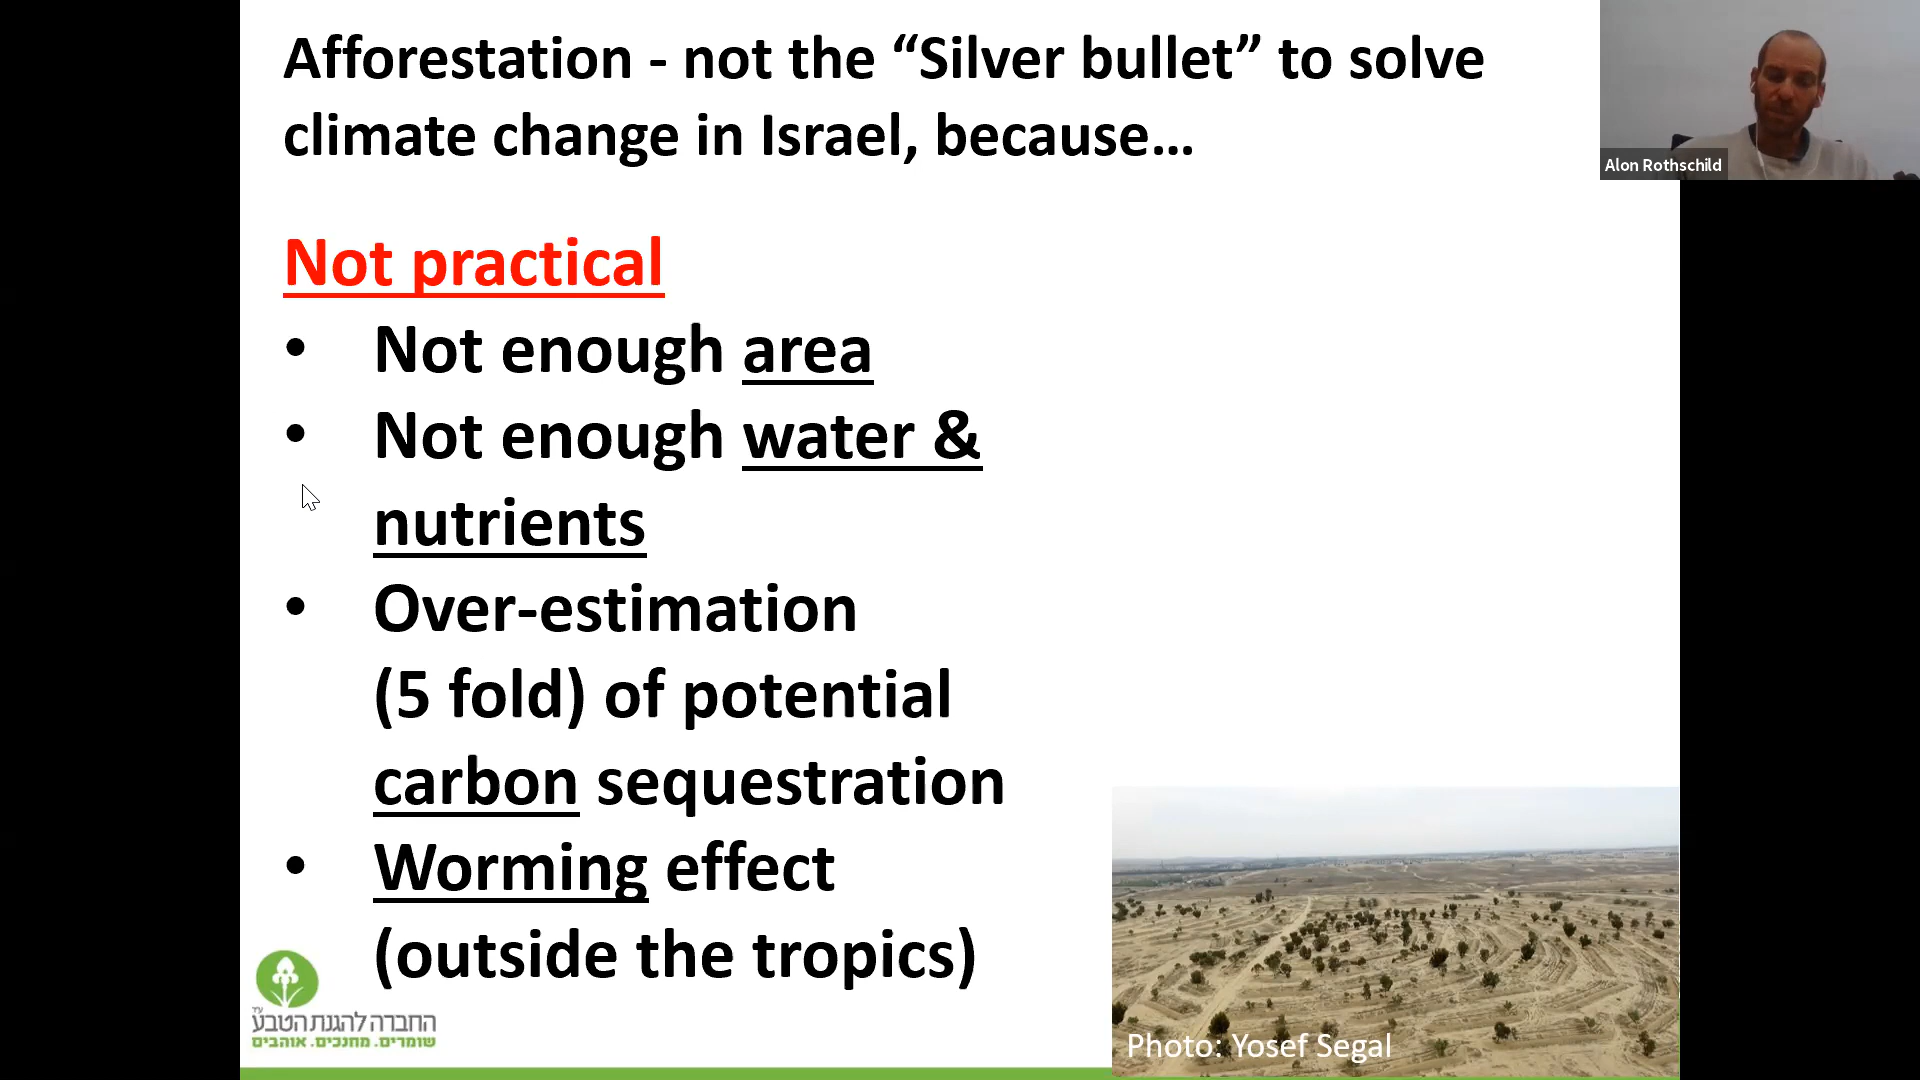 Afforestation - not the “Silver bullet” to solve
climate change in Israel, because…
Alon Rothschild
Not practical
• Not enough area
• Not enough water &
nutrients
• Over-estimation
(5 fold) of potential
carbon sequestration
• Worming effect
(outside the tropics)
החברה להגנת הטבע ע״ר
שומרים. מחנכים. אוהבים
Photo: Yosef Segal